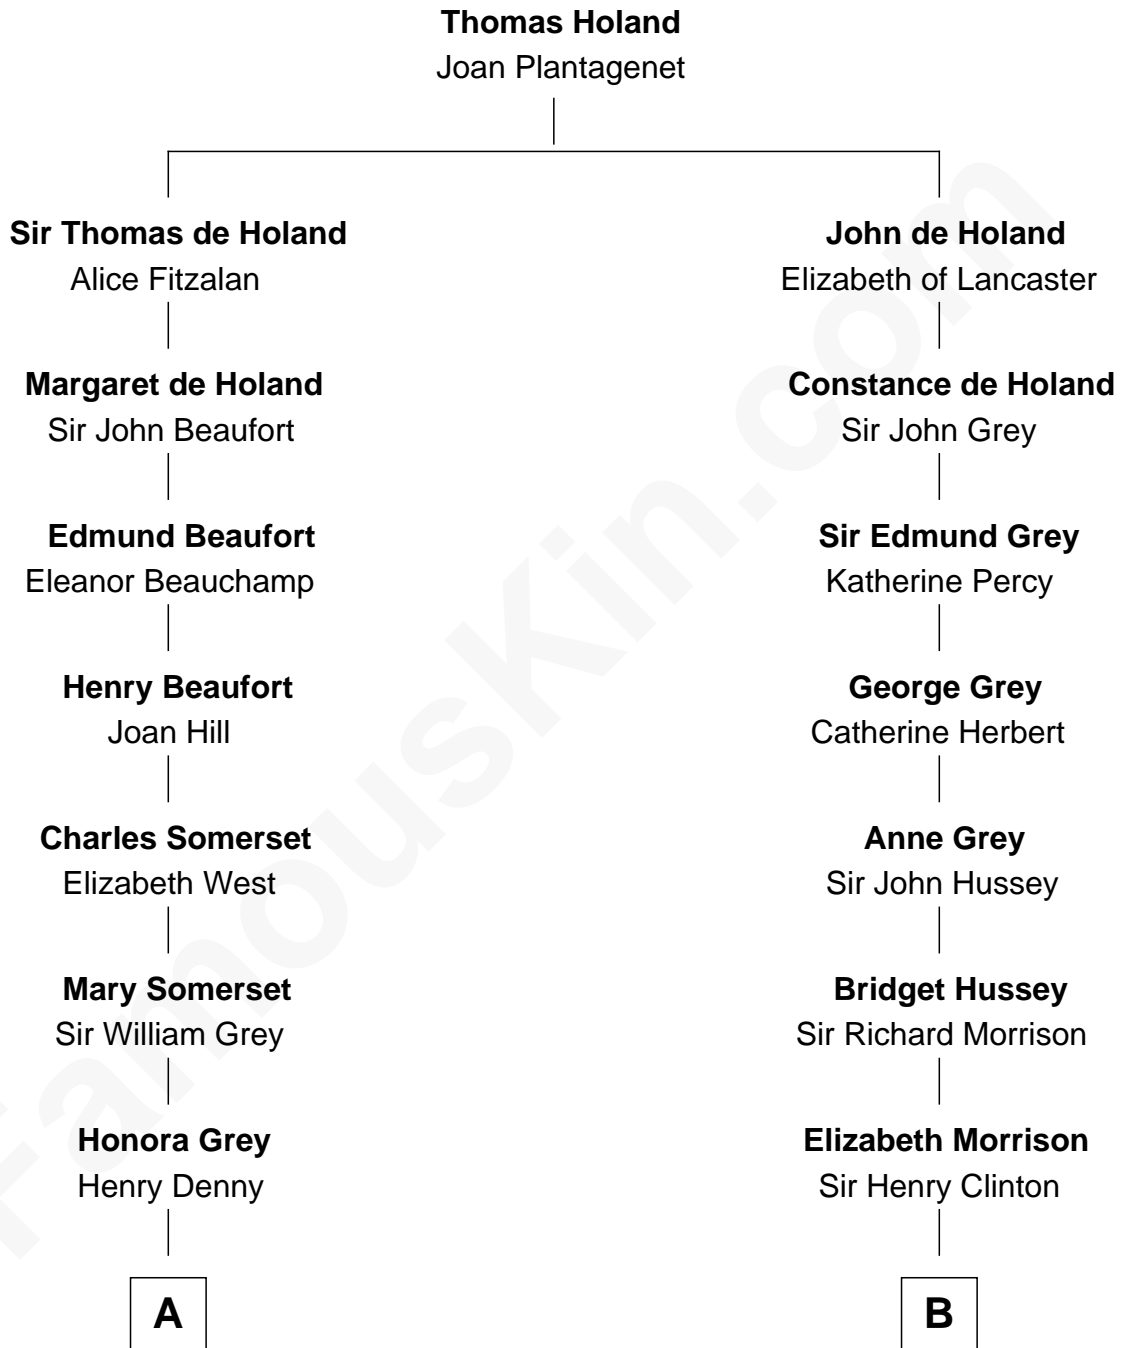 Thomas Holand
Joan Plantagenet
Sir Thomas de Holand
Alice Fitzalan
John de Holand
Elizabeth of Lancaster
Margaret de Holand
Sir John Beaufort
Constance de Holand
Sir John Grey
Edmund Beaufort
Eleanor Beauchamp
Sir Edmund Grey
Katherine Percy
Henry Beaufort
Joan Hill
George Grey
Catherine Herbert
Charles Somerset
Elizabeth West
Anne Grey
Sir John Hussey
Mary Somerset
Sir William Grey
Bridget Hussey
Sir Richard Morrison
Honora Grey
Henry Denny
Elizabeth Morrison
Sir Henry Clinton
A
B
FamousKin.com